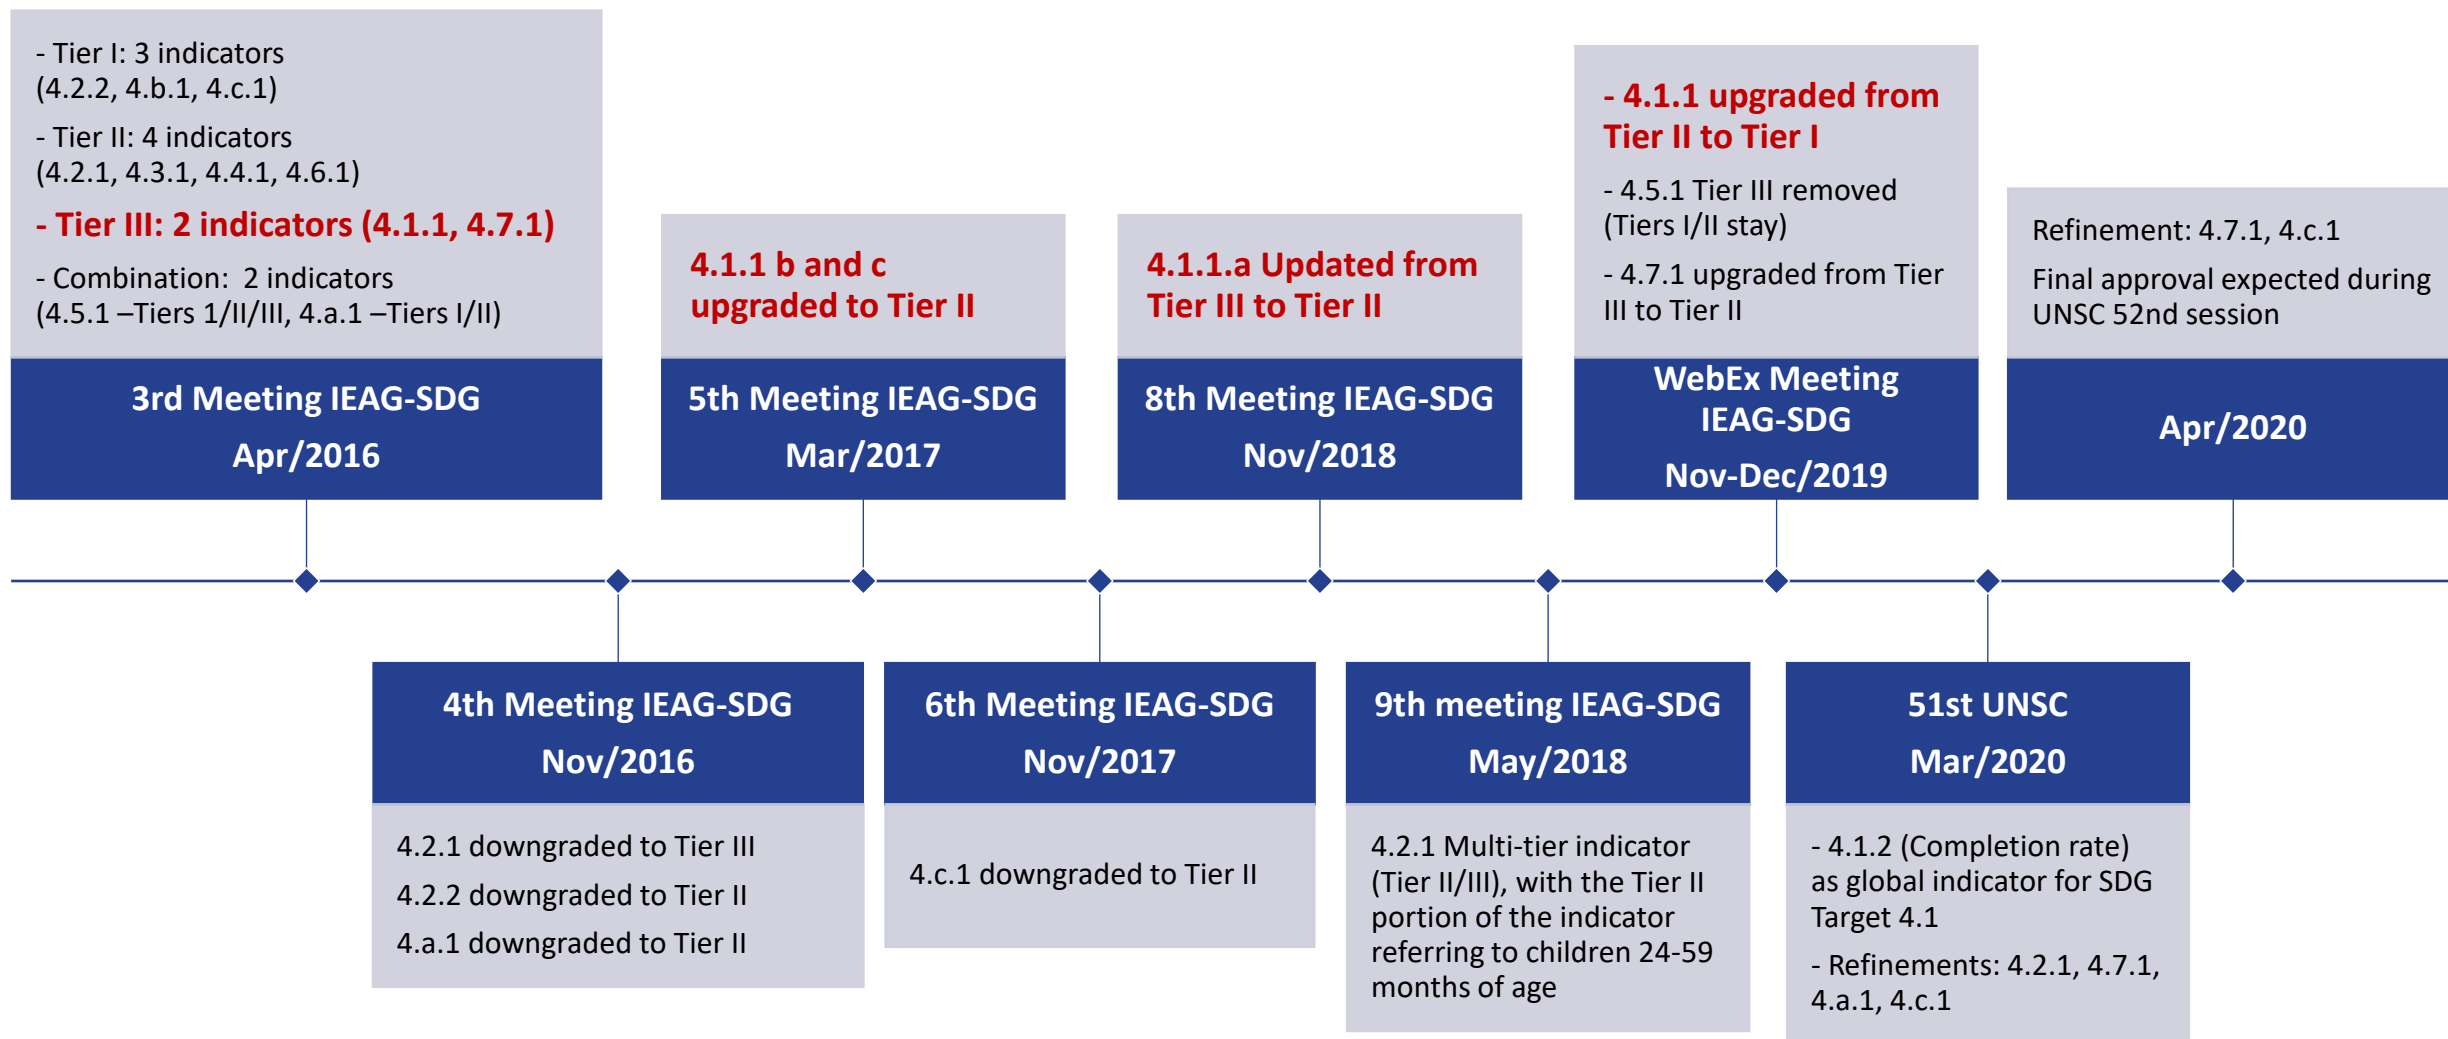 - Tier I: 3 indicators
(4.2.2, 4.b.1, 4.c.1)
- Tier II: 4 indicators
(4.2.1, 4.3.1, 4.4.1, 4.6.1)
- Tier III: 2 indicators (4.1.1, 4.7.1)
- Combination:  2 indicators
(4.5.1 –Tiers 1/II/III, 4.a.1 –Tiers I/II)
3rd Meeting IEAG-SDG
Apr/2016
4.1.1 b and c
upgraded to Tier II
5th Meeting IEAG-SDG
Mar/2017
4.1.1.a Updated from
Tier III to Tier II
8th Meeting IEAG-SDG
Nov/2018
- 4.1.1 upgraded from
Tier II to Tier I
- 4.5.1 Tier III removed
(Tiers I/II stay)
- 4.7.1 upgraded from Tier
III to Tier II
WebEx Meeting
IEAG-SDG
Nov-Dec/2019
Refinement: 4.7.1, 4.c.1
Final approval expected during
UNSC 52nd session
Apr/2020
4th Meeting IEAG-SDG
Nov/2016
4.2.1 downgraded to Tier III
4.2.2 downgraded to Tier II
4.a.1 downgraded to Tier II
6th Meeting IEAG-SDG
Nov/2017
4.c.1 downgraded to Tier II
9th meeting IEAG-SDG
May/2018
4.2.1 Multi-tier indicator
(Tier II/III), with the Tier II
portion of the indicator
referring to children 24-59
months of age
51st UNSC
Mar/2020
- 4.1.2 (Completion rate)
as global indicator for SDG
Target 4.1
- Refinements: 4.2.1, 4.7.1,
4.a.1, 4.c.1